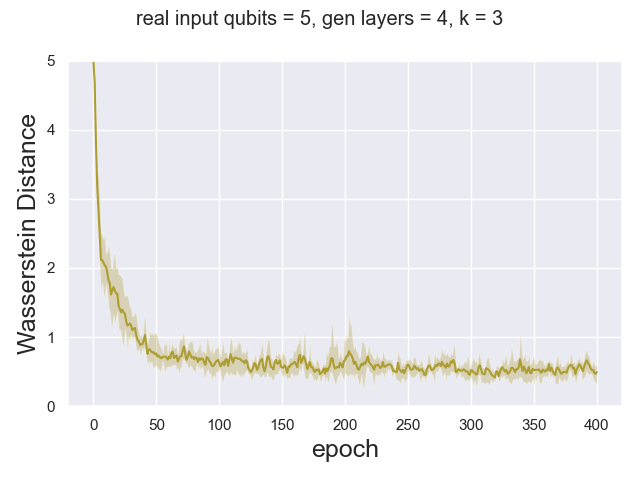 real input qubits = 5, gen layers = 4, k = 3
5
4
3
2
1
0
Wasserstein Distance
0 50 100 150 200 250 300 350 400
epoch